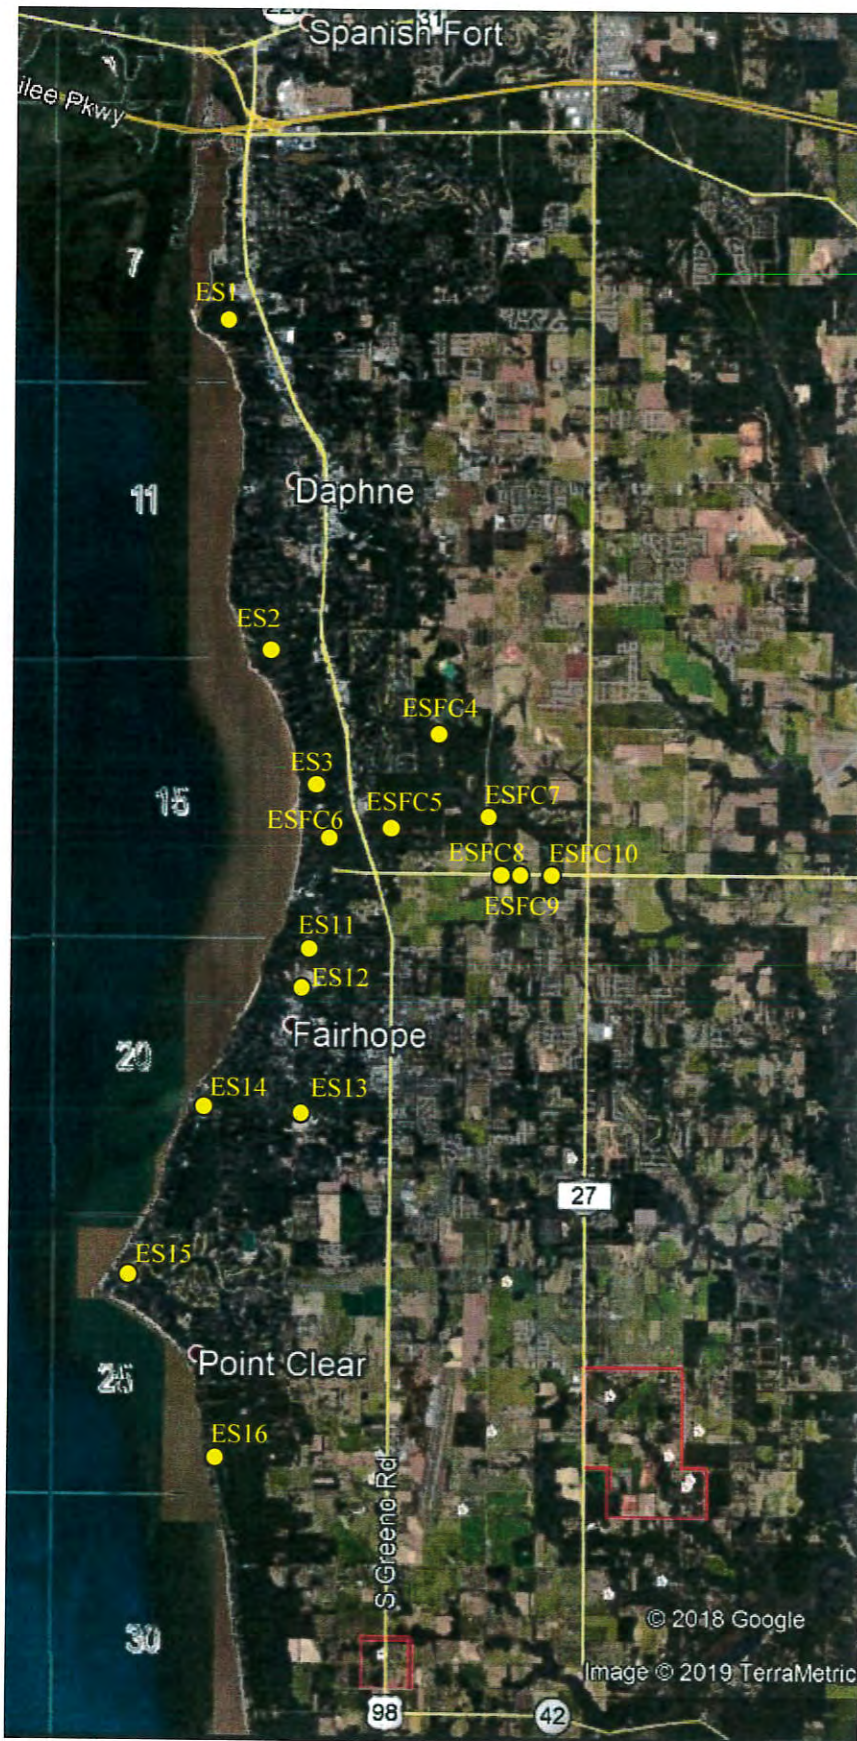 31
Spanish Fort
ilee Pkwy
7
ES1
Daphne
11
ES2
ESFC4
ES3
15
ESFC7
ESFC5
ESFC6
ESFC8
ESFC10
ESFC9
ES11
ES12
Fairhope
20
ES14
ES13
27
ES15
Point Clear
25
ES16
S Greeno Rd
© 2018 Google
30
Image © 2019 TerraMetric
98
42